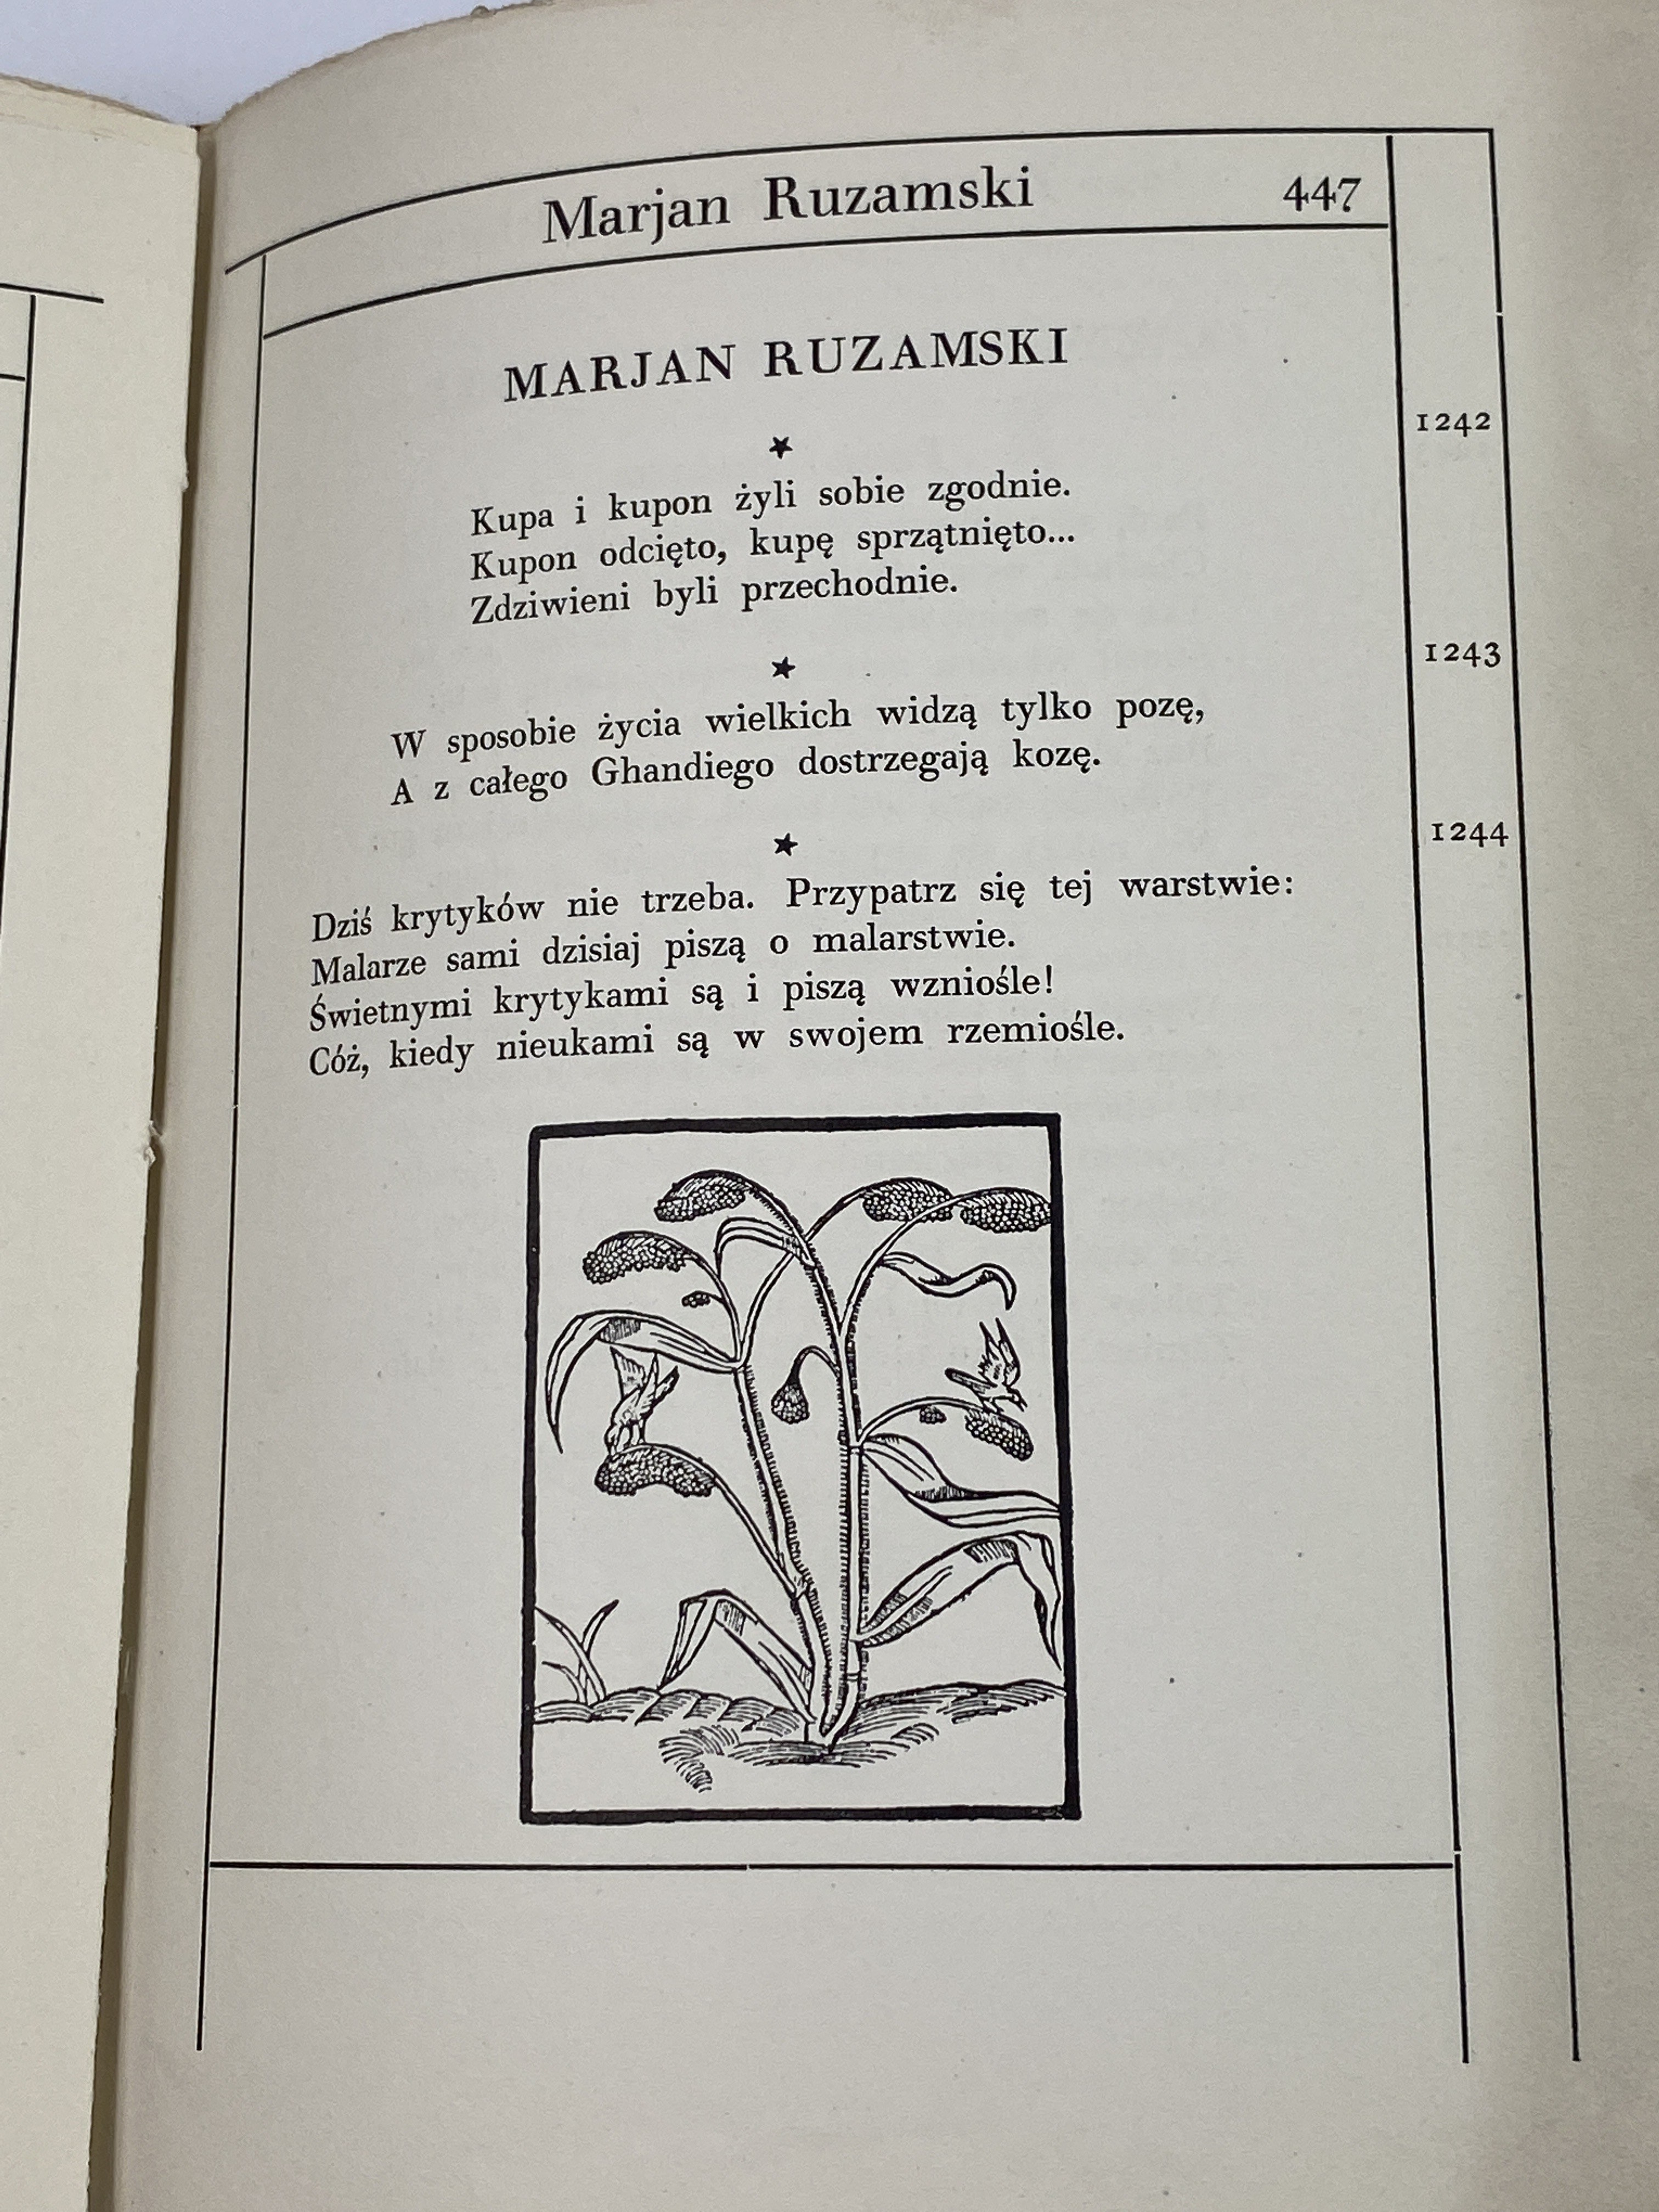 Marjan Ruzamski 447
MARJAN RUZAMSKI
1242
Kupa i kupon żyli sobie zgodnie.
Kupon odcięto, kupę sprzątnięto...
Zdziwieni byli przechodnie.
1243
W sposobie życia wielkich widzą tylko pozę,
A z całego Ghandiego dostrzegają kozę.
1244
Dziś krytyków nie trzeba. Przypatrz się tej warstwie:
Malarze sami dzisiaj piszą o malarstwie.
Świetnymi krytykami są i piszą wzniośle!
Cóż, kiedy nieukami są w swojem rzemiośle.